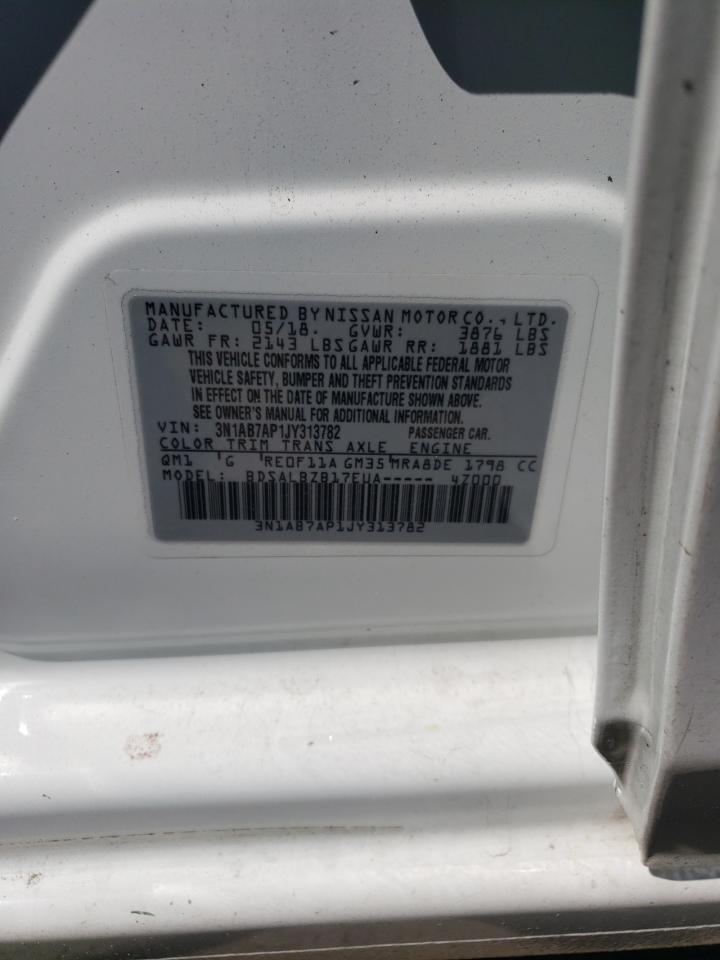 MANUFACTURED BY NISSAN MOTOR CO., LTD.
DATE: 05/18. GVWR: 3876 LBS
GAWR FR: 2143 LBS GAWR RR: 1881 LBS
THIS VEHICLE CONFORMS TO ALL APPLICABLE FEDERAL MOTOR
VEHICLE SAFETY, BUMPER AND THEFT PREVENTION STANDARDS
IN EFFECT ON THE DATE OF MANUFACTURE SHOWN ABOVE.
SEE OWNER'S MANUAL FOR ADDITIONAL INFORMATION.
VIN: 3N1AB7AP1JY313782 PASSENGER CAR.
COLOR TRIM TRANS AXLE ENGINE
QM1 G RE0F11A GM35 MRA8DE 1798 CC
MODEL: BDSALBZB17EUA----- 4Z000
3N1AB7AP1JY313782